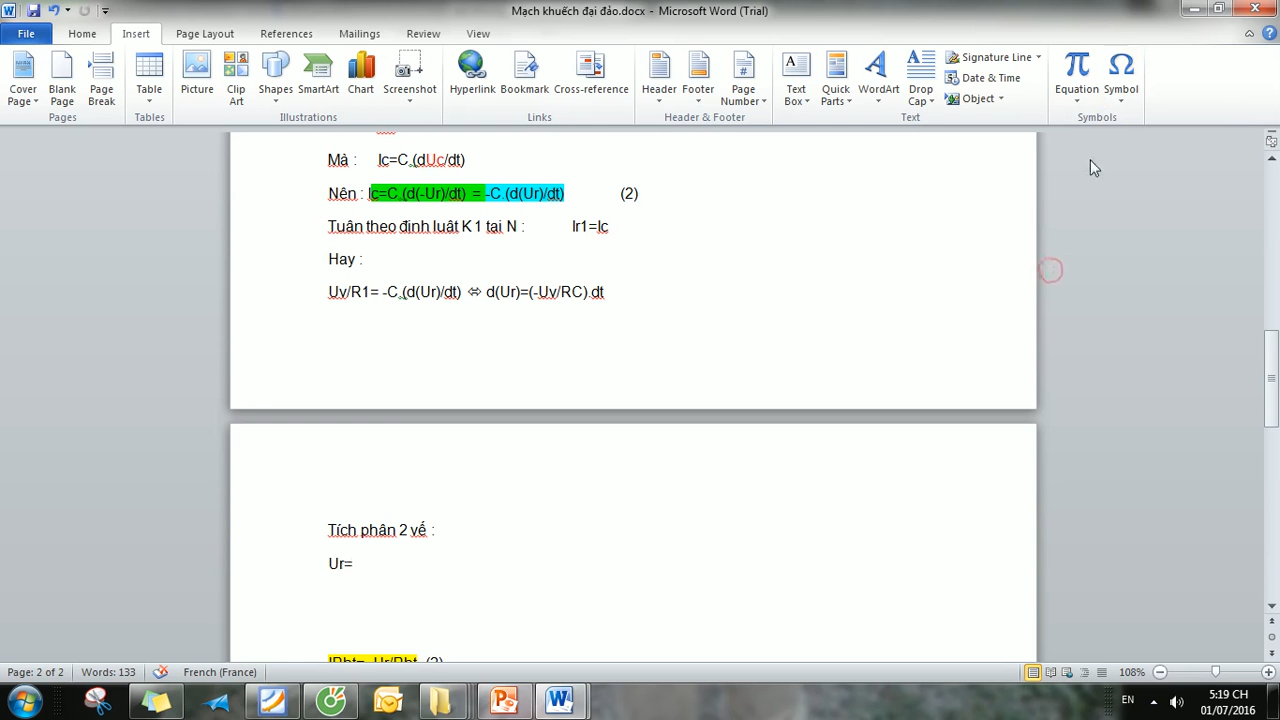 Mạch khuếch đại đảo.docx - Microsoft Word (Trial)
File Home Insert Page Layout References Mailings Review View
Cover Page
Blank Page
Page Break
Table
Picture
Clip Art
Shapes
SmartArt
Chart
Screenshot
Hyperlink
Bookmark
Cross-reference
Header
Footer
Page Number
Text Box
Quick Parts
WordArt
Drop Cap
Signature Line
Date & Time
Object
Equation
Symbol
Pages Tables Illustrations Links Header & Footer Text Symbols
Mà : Ic=C.(dUc/dt)
Nên : Ic=C.(d(-Ur)/dt) = -C.(d(Ur)/dt) (2)
Tuân theo định luật K 1 tại N : Ir1=Ic
Hay :
Uv/R1= -C.(d(Ur)/dt) ⬄ d(Ur)=(-Uv/RC).dt
Tích phân 2 vế :
Ur=
IRht= -Ur/Rht (2)
Page: 2 of 2 Words: 133 French (France) 108%
EN 5:19 CH
01/07/2016